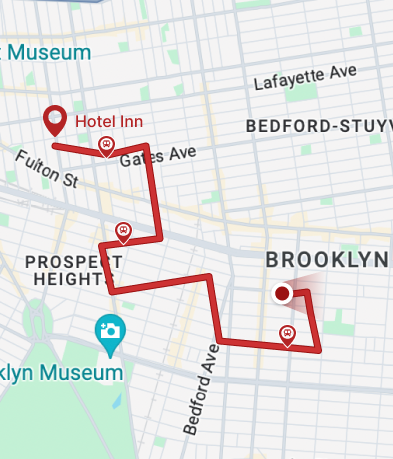 t Museum
Lafayette Ave
Hotel Inn
BEDFORD-STUYV
Gates Ave
Fulton St
PROSPECT
HEIGHTS
BROOKLYN
klyn Museum
Bedford Ave